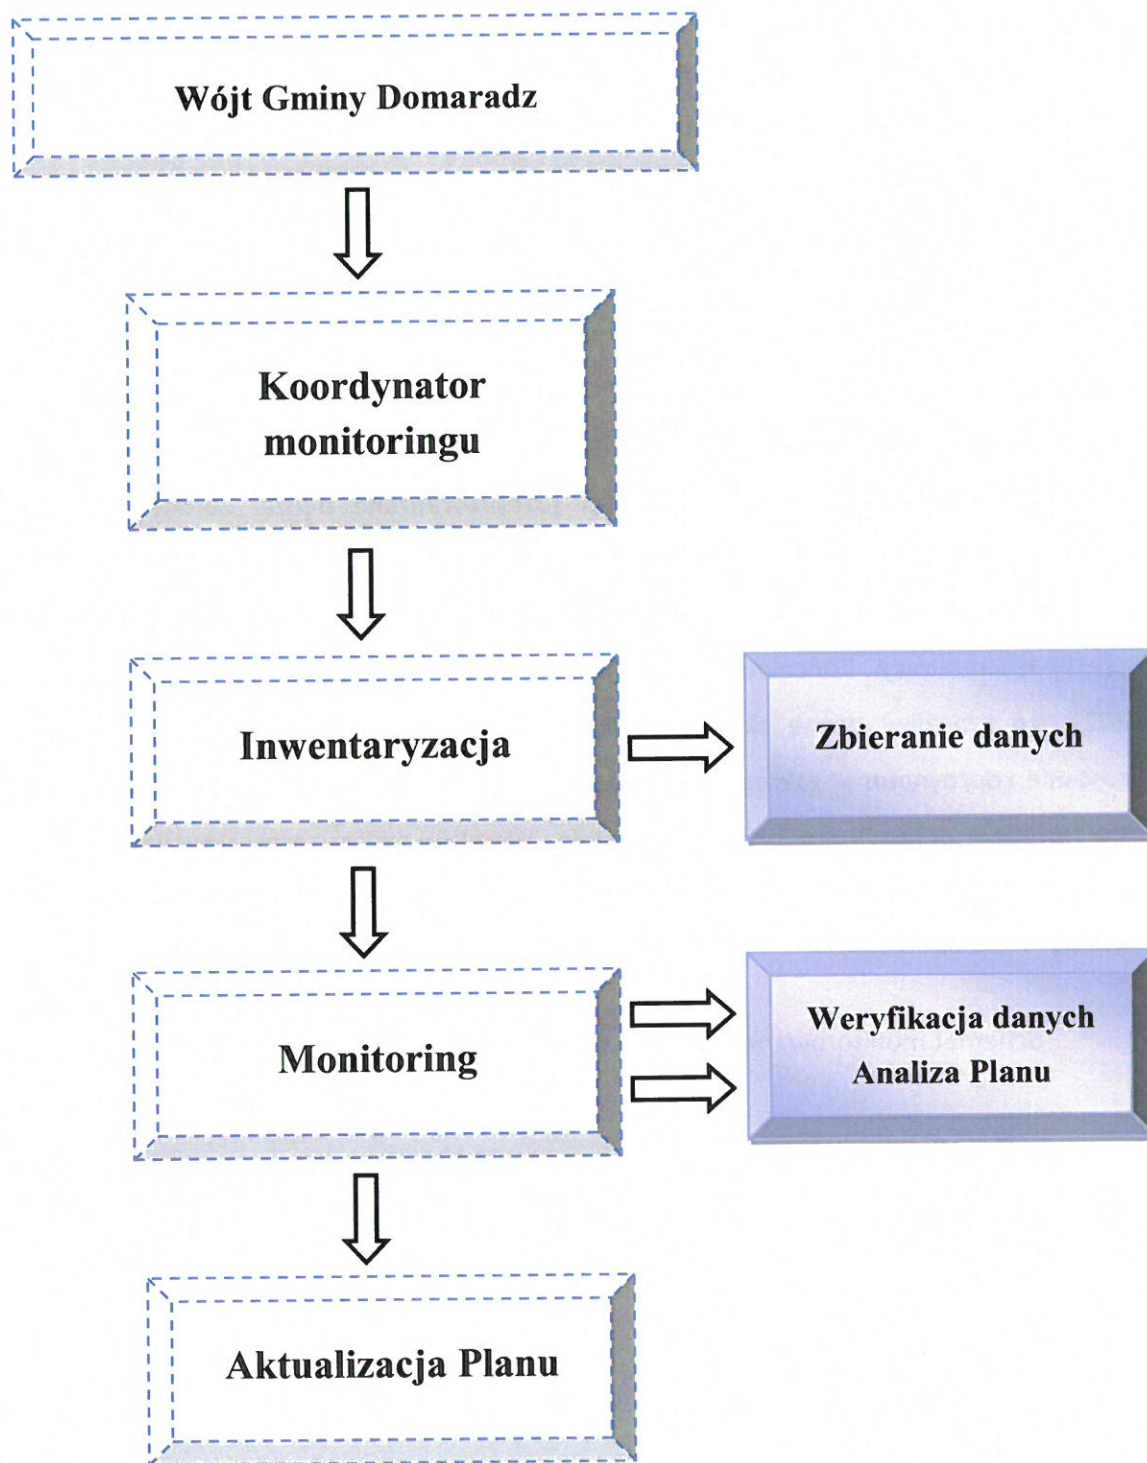 Wójt Gminy Domaradz
Koordynator
monitoringu
Inwentaryzacja
Zbieranie danych
Monitoring
Weryfikacja danych
Analiza Planu
Aktualizacja Planu